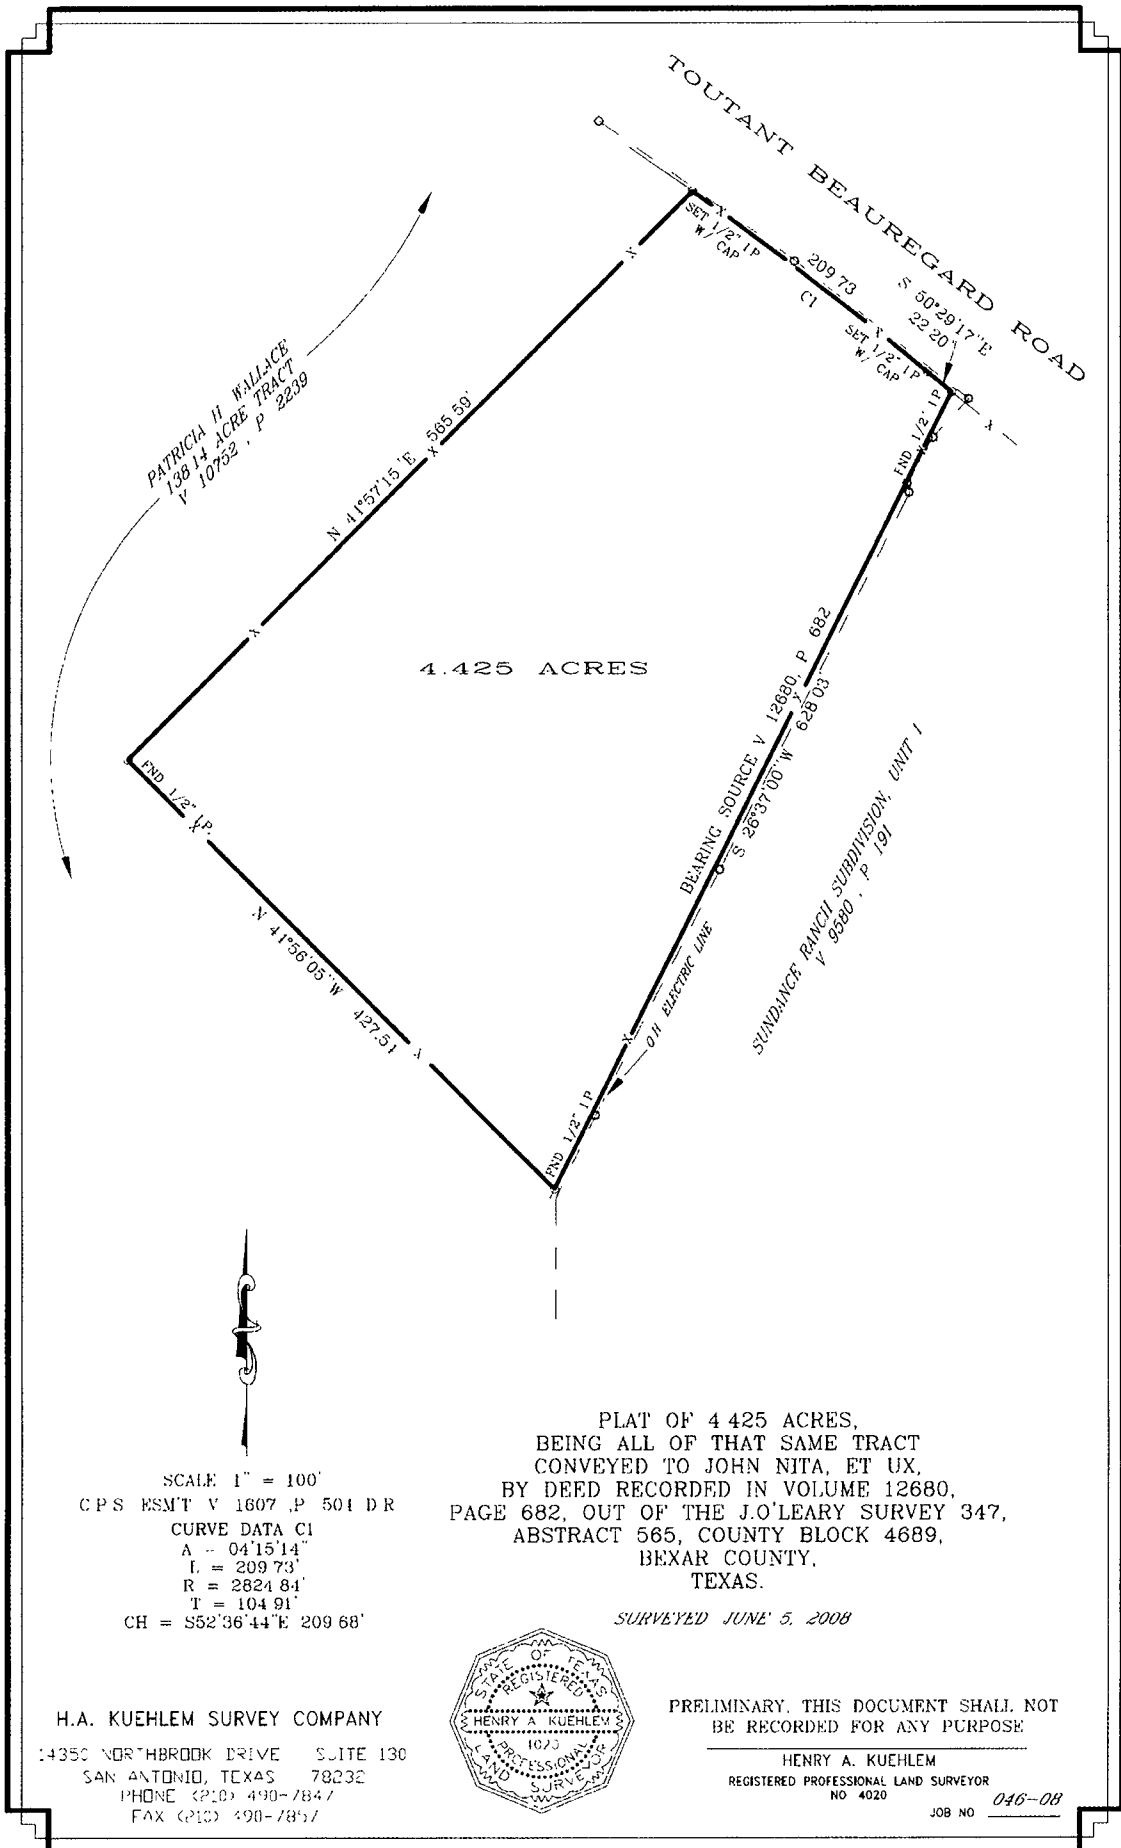 TOUTANT BEAUREGARD ROAD
SET 1/2" IP
W/ CAP
209 73
C1
S 50°29'17"E
22 20'
SET 1/2" IP
W/ CAP
FND 1/2" IP
PATRICIA H WALLACE
138 14 ACRE TRACT
V 10752 , P 2239
N 41°57'15"E 565 59'
4.425 ACRES
BEARING SOURCE V 12680, P 682
S 26°37'00"W 628 03'
FND 1/2" IP.
N 41°56'05"W 427.51
SUNDANCE RANCH SUBDIVISION, UNIT 1
V 9580 , P 191
OH ELECTRIC LINE
FND 1/2" IP
SCALE 1" = 100'
C P S ESM'T V 1607 ,P 501 D R
CURVE DATA C1
04°15'14"
L = 209 73'
R = 2824 84'
T = 104 91'
CH = S52°36'44"E 209 68'
PLAT OF 4 425 ACRES,
BEING ALL OF THAT SAME TRACT
CONVEYED TO JOHN NITA, ET UX,
BY DEED RECORDED IN VOLUME 12680,
PAGE 682, OUT OF THE J.O'LEARY SURVEY 347,
ABSTRACT 565, COUNTY BLOCK 4689,
BEXAR COUNTY,
TEXAS.
SURVEYED JUNE 5, 2008
H.A. KUEHLEM SURVEY COMPANY
14350 NORTHBROOK DRIVE SUITE 130
SAN ANTONIO, TEXAS 78232
PHONE (210) 490-7847
FAX (210) 490-7857
STATE OF TEXAS
REGISTERED
HENRY A KUEHLEM
PROFESSIONAL
LAND SURVEYOR
PRELIMINARY, THIS DOCUMENT SHALL NOT
BE RECORDED FOR ANY PURPOSE
HENRY A. KUEHLEM
REGISTERED PROFESSIONAL LAND SURVEYOR
NO 4020
JOB NO 046-08